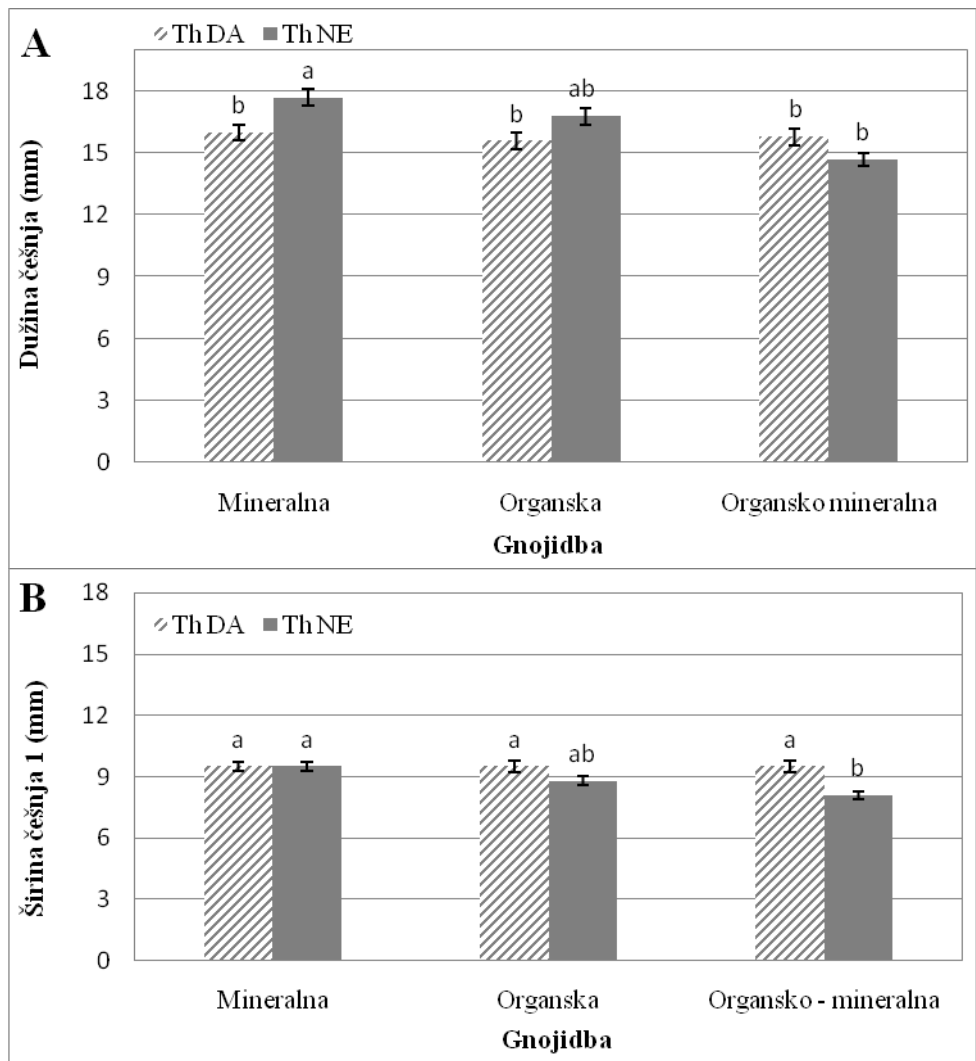 A
Th DA Th NE
Dužina češnja (mm)
18
15
12
9
6
3
0
b a b ab b b
Mineralna Organska Organsko mineralna
Gnojidba
B
Th DA Th NE
Širina češnja 1 (mm)
18
15
12
9
6
3
0
a a a ab a b
Mineralna Organska Organsko - mineralna
Gnojidba